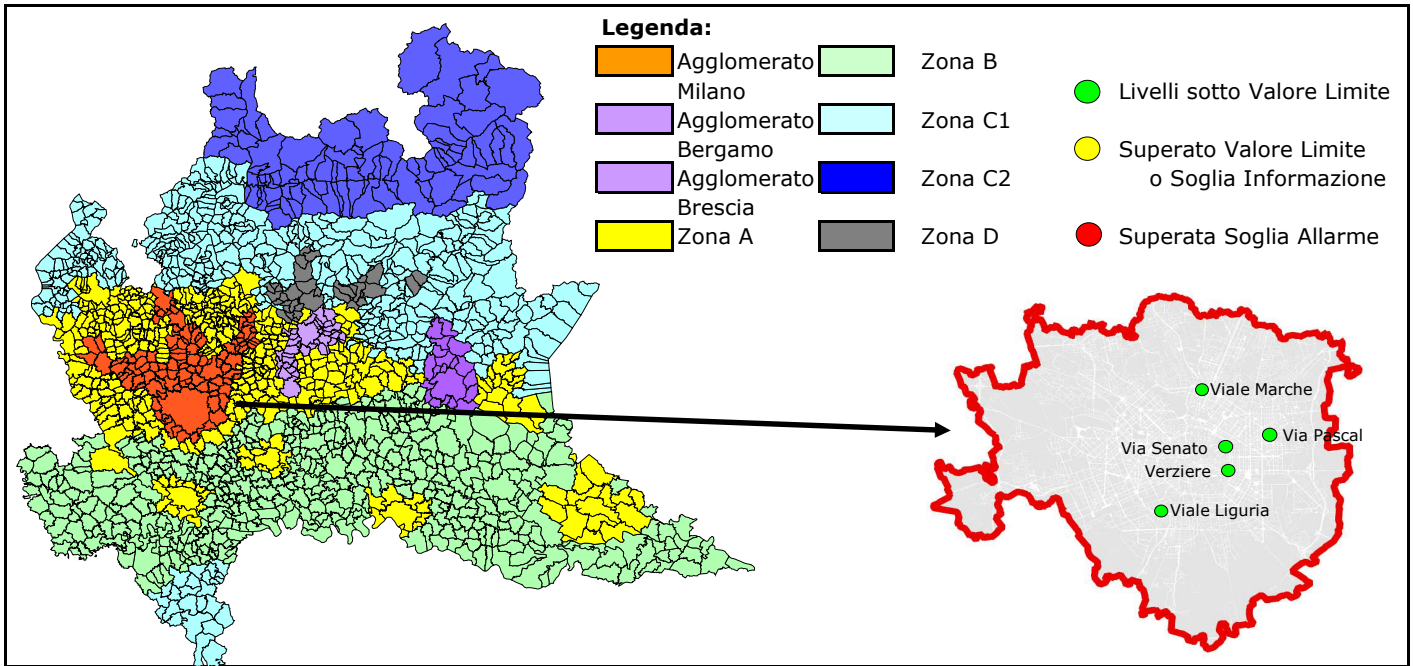 Legenda:
Agglomerato
Milano
Agglomerato
Bergamo
Agglomerato
Brescia
Zona A
Zona B
Zona C1
Zona C2
Zona D
Livelli sotto Valore Limite
Superato Valore Limite
o Soglia Informazione
Superata Soglia Allarme
Viale Marche
Via Pascal
Via Senato
Verziere
Viale Liguria